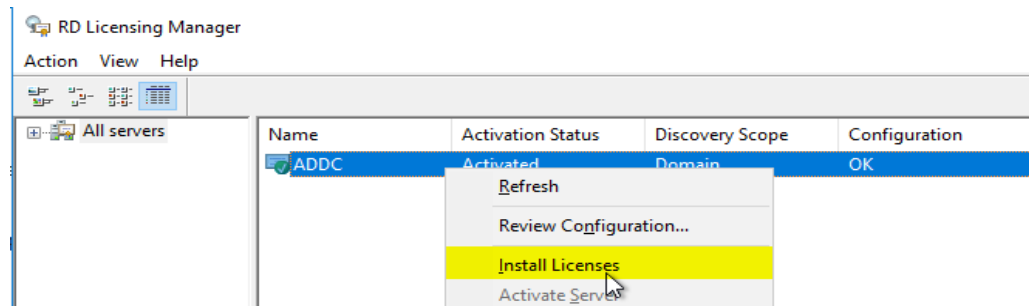 RD Licensing Manager
Action View Help
All servers
Name Activation Status Discovery Scope Configuration
ADDC Activated Domain OK
Refresh
Review Configuration...
Install Licenses
Activate Server